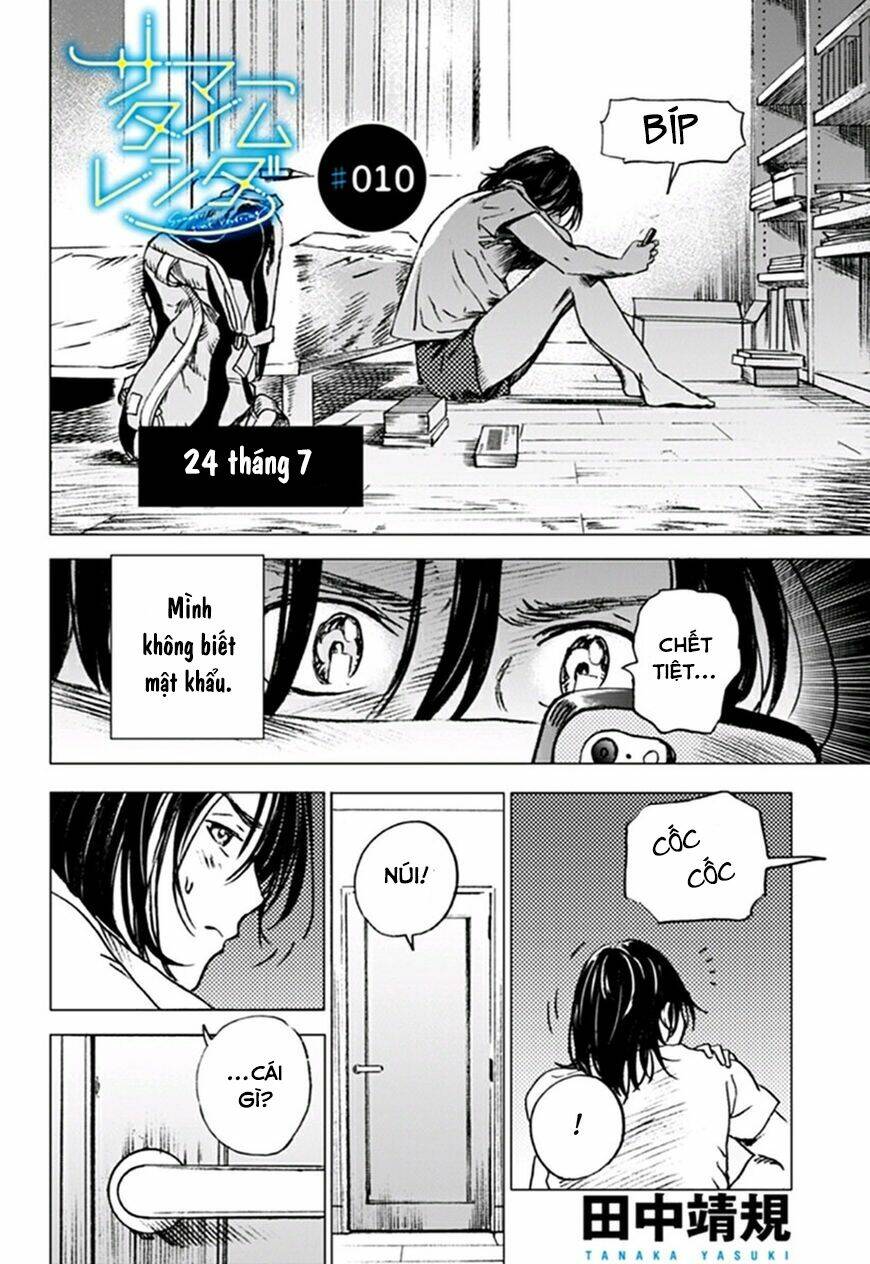 サマー
タイム
レンダ
#010
BÍP
24 tháng 7
Mình
không biết
mật khẩu.
CHẾT
TIỆT...
CỐC
CỐC
!
NÚI!
...CÁI
GÌ?
田中靖規
TANAKA YASUKI